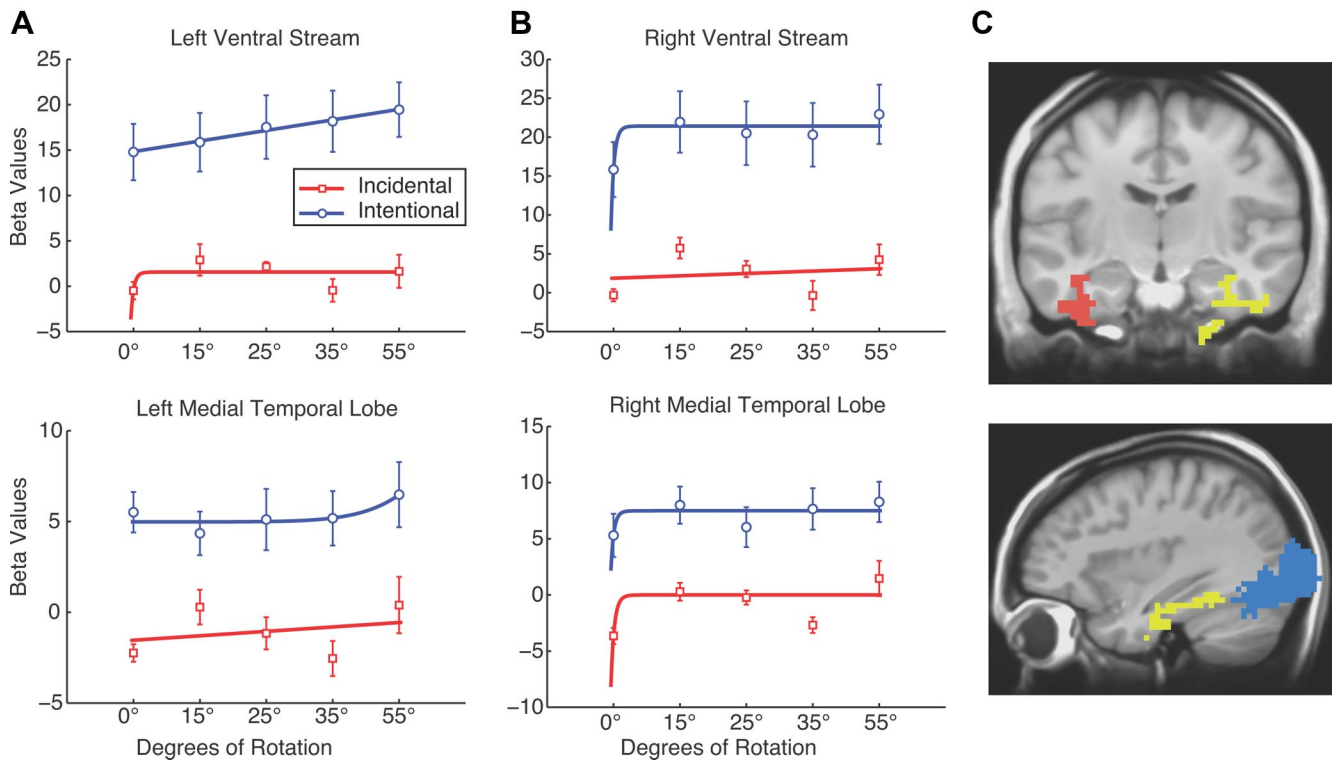 A
B
C
Left Ventral Stream
25
20
15
10
5
0
−5
Beta Values
Incidental
Intentional
0° 15° 25° 35° 55°
Right Ventral Stream
30
25
20
15
10
5
0
−5
0° 15° 25° 35° 55°
Left Medial Temporal Lobe
10
5
0
−5
Beta Values
0° 15° 25° 35° 55°
Degrees of Rotation
Right Medial Temporal Lobe
15
10
5
0
−5
−10
0° 15° 25° 35° 55°
Degrees of Rotation